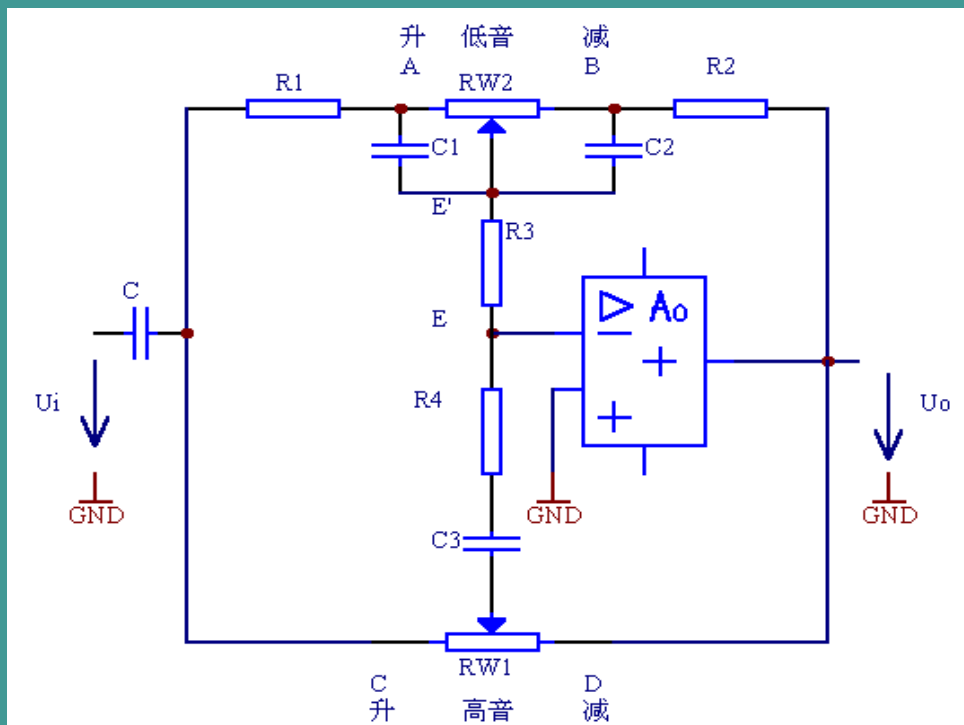 升 低音 减
A B
R1 RW2 R2
C1 C2
E' R3
C
E Ao
R4
Ui Uo
GND GND GND
C3
RW1
C D
升 高音 减